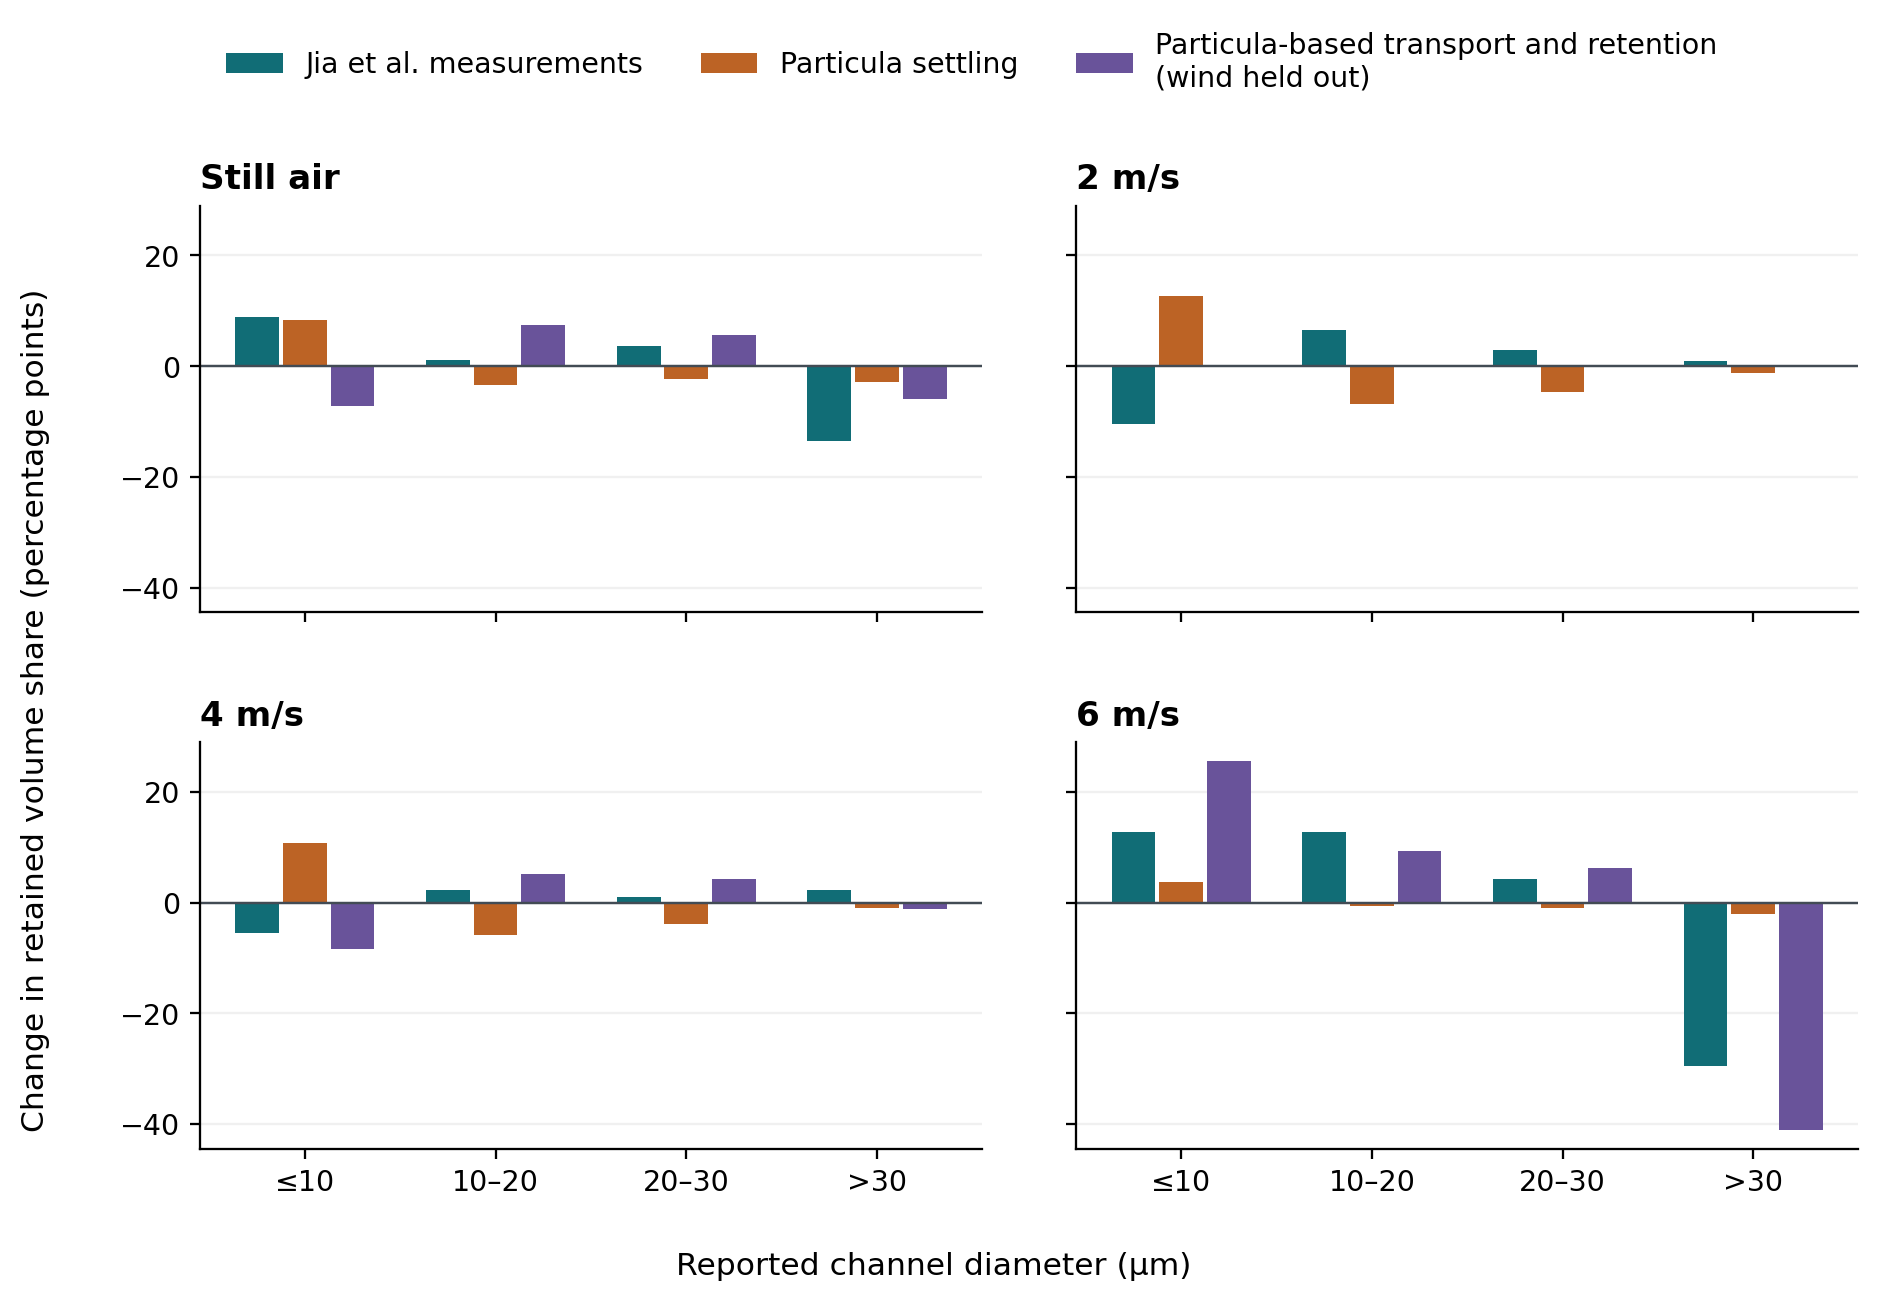 Jia et al. measurements
Particula settling
Particula-based transport and retention
(wind held out)
Still air
2 m/s
20
0
−20
−40
4 m/s
6 m/s
20
0
−20
−40
≤10
10–20
20–30
>30
≤10
10–20
20–30
>30
Change in retained volume share (percentage points)
Reported channel diameter (µm)